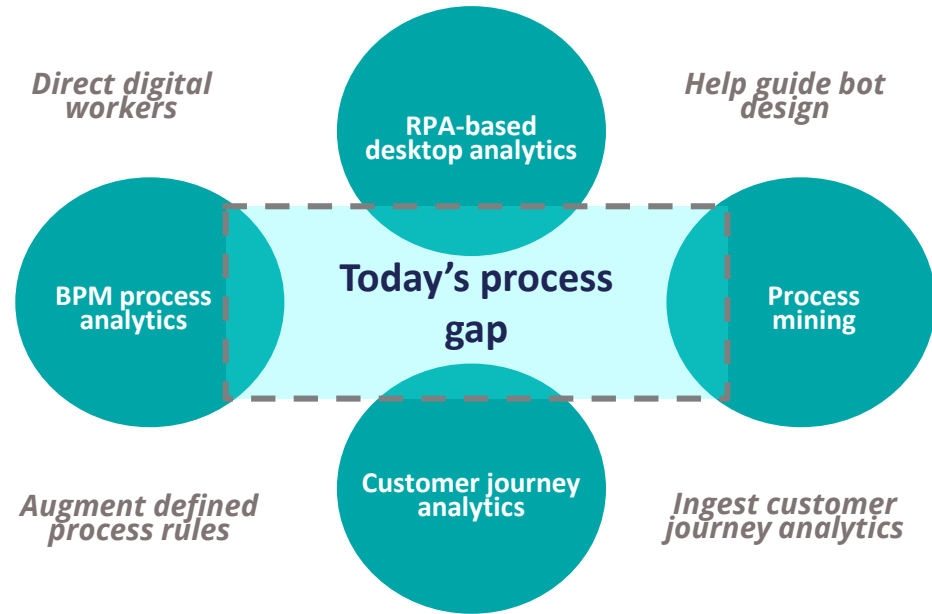 Direct digital
workers
Help guide bot
design
RPA-based
desktop analytics
BPM process
analytics
Today’s process
gap
Process
mining
Customer journey
analytics
Augment defined
process rules
Ingest customer
journey analytics